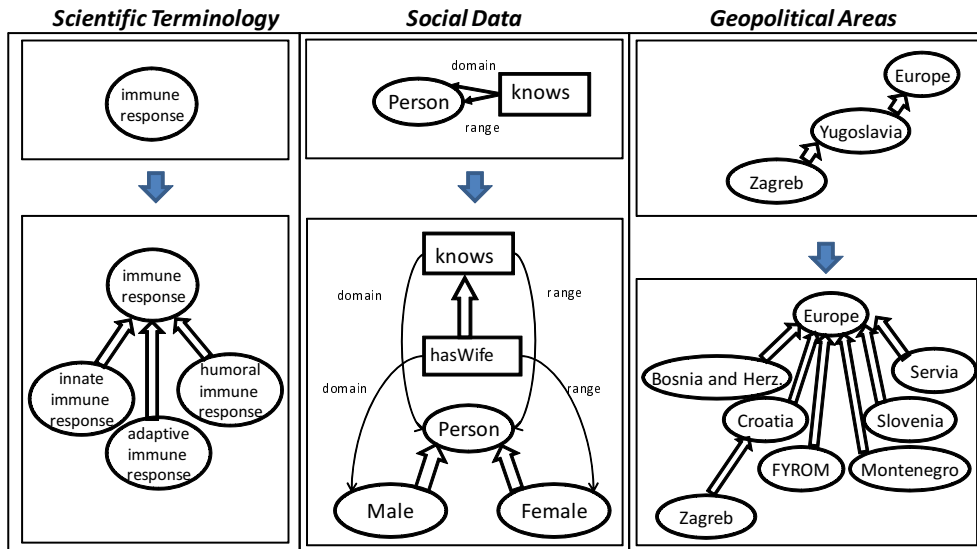 Scientific Terminology
immune
response
immune
response
innate
immune
response
adaptive
immune
response
humoral
immune
response
Social Data
domain
Person
knows
range
knows
domain
range
hasWife
domain
range
Person
Male
Female
Geopolitical Areas
Europe
Yugoslavia
Zagreb
Europe
Bosnia and Herz.
Servia
Croatia
Slovenia
FYROM
Montenegro
Zagreb